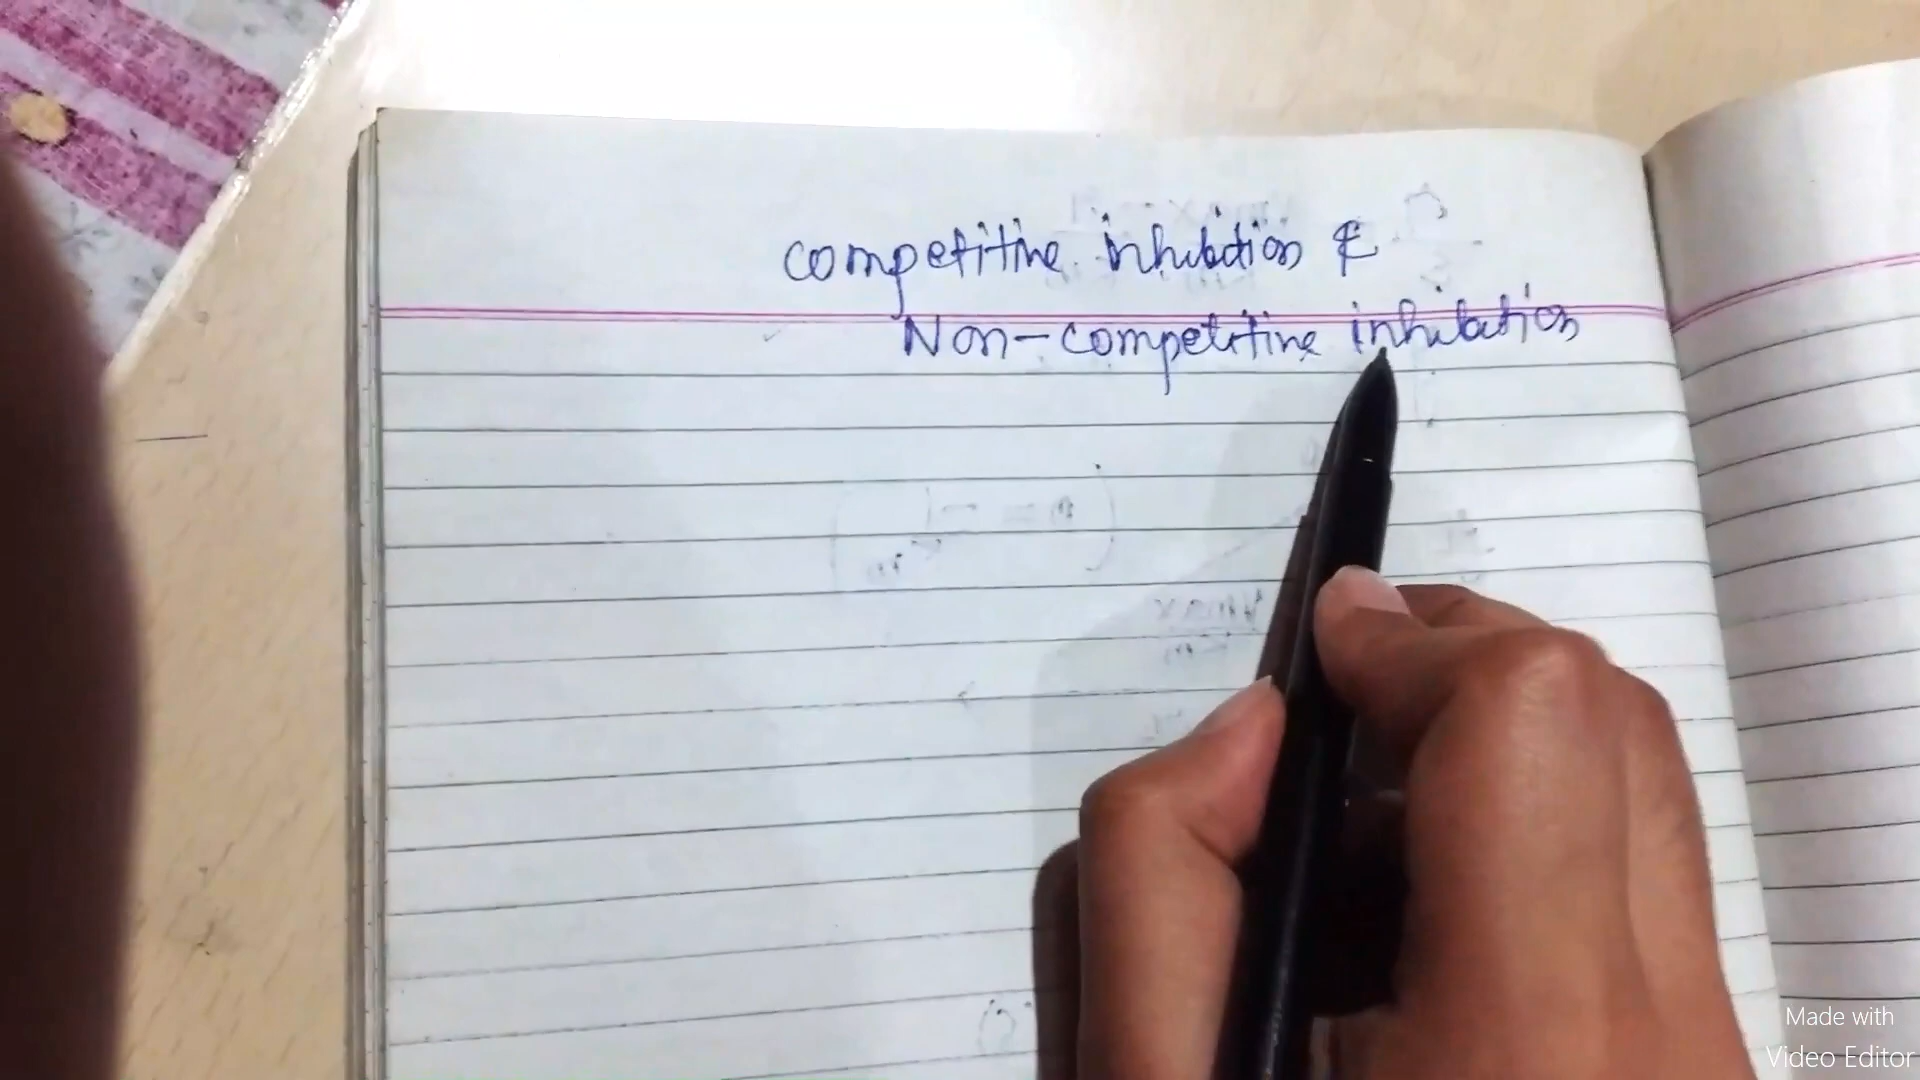 competitive inhibition &
Non-competitive inhibition
Made with
Video Editor